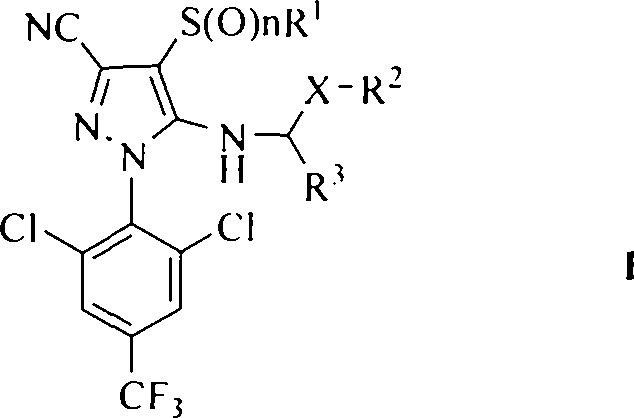 NC S(O)nR¹
X-R²
N N N
H R³
Cl Cl
CF₃